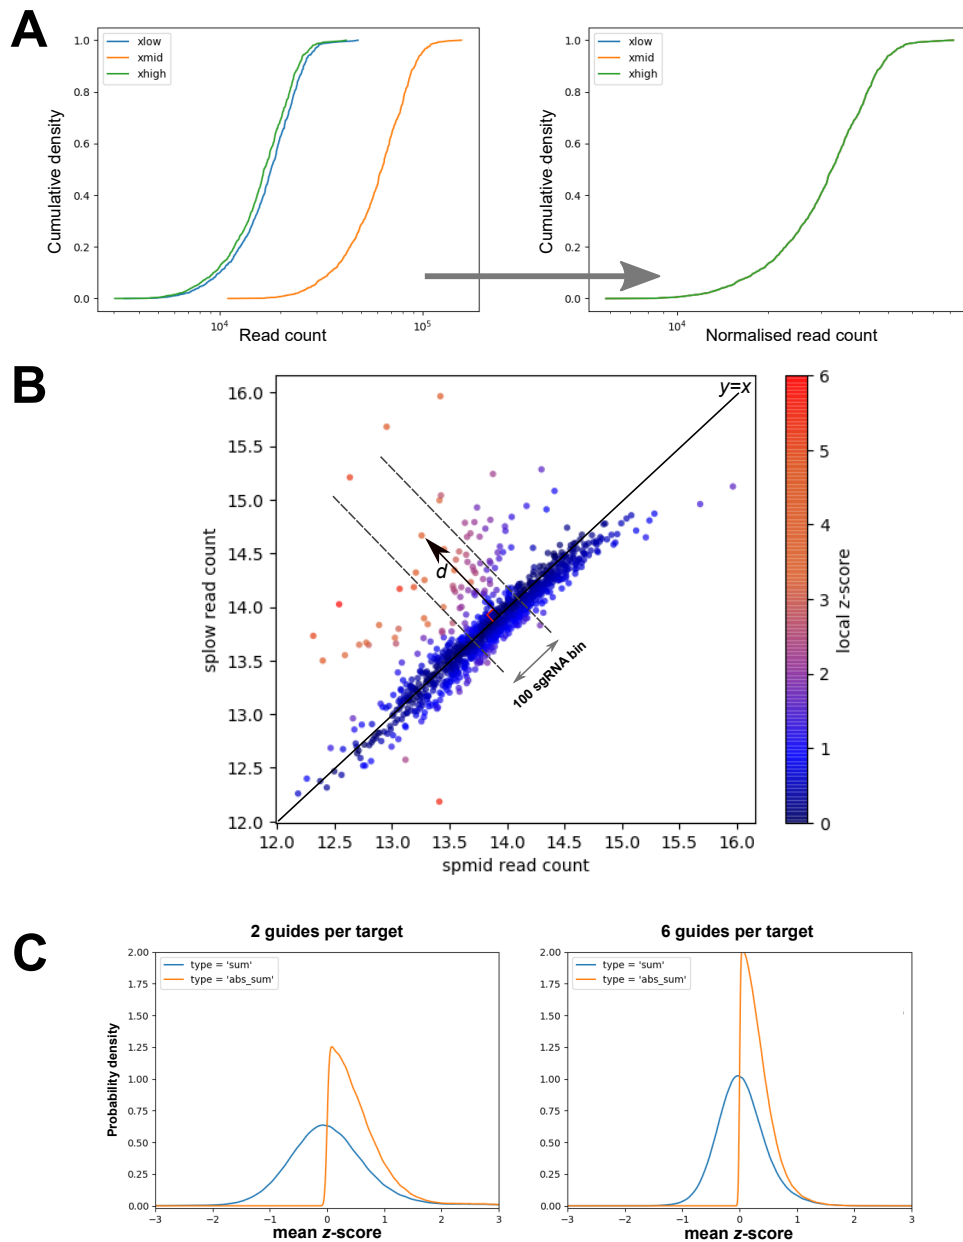 A
1.0
0.8
0.6
0.4
0.2
0.0
Cumulative density
xlow
xmid
xhigh
10^4
10^5
Read count
1.0
0.8
0.6
0.4
0.2
0.0
Cumulative density
xlow
xmid
xhigh
10^4
Normalised read count
B
16.0
15.5
15.0
14.5
14.0
13.5
13.0
12.5
12.0
splow read count
y=x
d
100 sgRNA bin
12.0 12.5 13.0 13.5 14.0 14.5 15.0 15.5 16.0
spmid read count
6
5
4
3
2
1
0
local z-score
C
2 guides per target
2.00
1.75
1.50
1.25
1.00
0.75
0.50
0.25
0.00
Probability density
type = 'sum'
type = 'abs_sum'
−3 −2 −1 0 1 2 3
mean z-score
6 guides per target
2.00
1.75
1.50
1.25
1.00
0.75
0.50
0.25
0.00
type = 'sum'
type = 'abs_sum'
−3 −2 −1 0 1 2 3
mean z-score